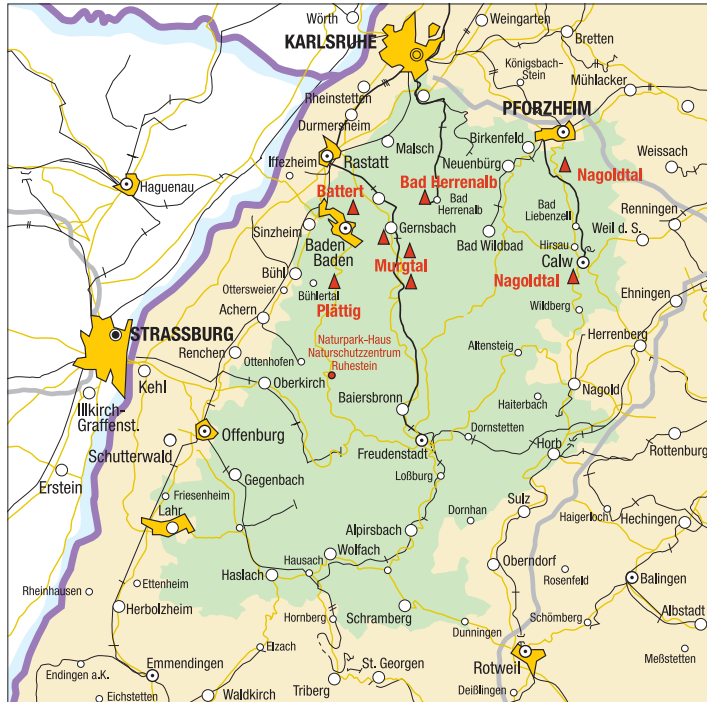 Wörth
Weingarten
KARLSRUHE
Bretten
Königsbach-
Stein
Mühlacker
Rheinstetten
PFORZHEIM
Durmersheim
Birkenfeld
Malsch
Iffezheim
Rastatt
Neuenbürg
Weissach
Haguenau
Battert
Bad Herrenalb
Nagoldtal
Bad
Herrenalb
Bad
Liebenzell
Renningen
Sinzheim
Gernsbach
Baden
Baden
Bad Wildbad
Hirsau
Weil d. S.
Murgtal
Calw
Bühl
Nagoldtal
Ottersweier
Bühlertal
Ehningen
Plättig
Wildberg
Achern
STRASSBURG
Naturpark-Haus
Naturschutzzentrum
Ruhestein
Altensteig
Herrenberg
Renchen
Ottenhofen
Kehl
Oberkirch
Nagold
Illkirch-
Graffenst.
Baiersbronn
Haiterbach
Offenburg
Dornstetten
Schutterwald
Freudenstadt
Horb
Rottenburg
Erstein
Gegenbach
Loßburg
Friesenheim
Sulz
Lahr
Dornhan
Haigerloch
Hechingen
Alpirsbach
Wolfach
Hausach
Oberndorf
Haslach
Rosenfeld
Balingen
Rheinhausen
Ettenheim
Herbolzheim
Hornberg
Schramberg
Schömberg
Albstadt
Dunningen
Elzach
Meßstetten
Endingen a.K.
Emmendingen
St. Georgen
Rotweil
Eichstetten
Waldkirch
Triberg
Deißlingen